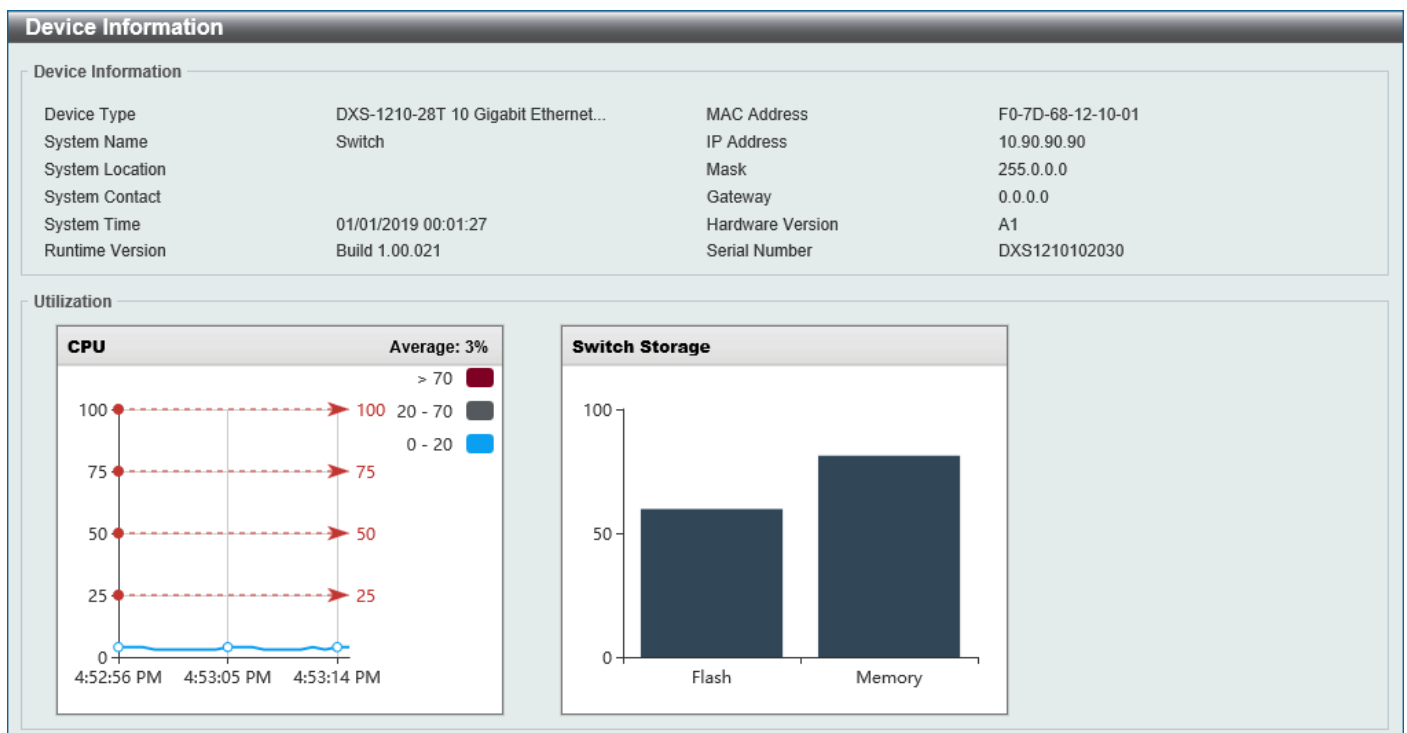 Device Information
Device Information
Device Type DXS-1210-28T 10 Gigabit Ethernet... MAC Address F0-7D-68-12-10-01
System Name Switch IP Address 10.90.90.90
System Location Mask 255.0.0.0
System Contact Gateway 0.0.0.0
System Time 01/01/2019 00:01:27 Hardware Version A1
Runtime Version Build 1.00.021 Serial Number DXS1210102030
Utilization
CPU Average: 3%
> 70
100 100 20 - 70
0 - 20
75 75
50 50
25 25
0
4:52:56 PM 4:53:05 PM 4:53:14 PM
Switch Storage
100
50
0
Flash Memory